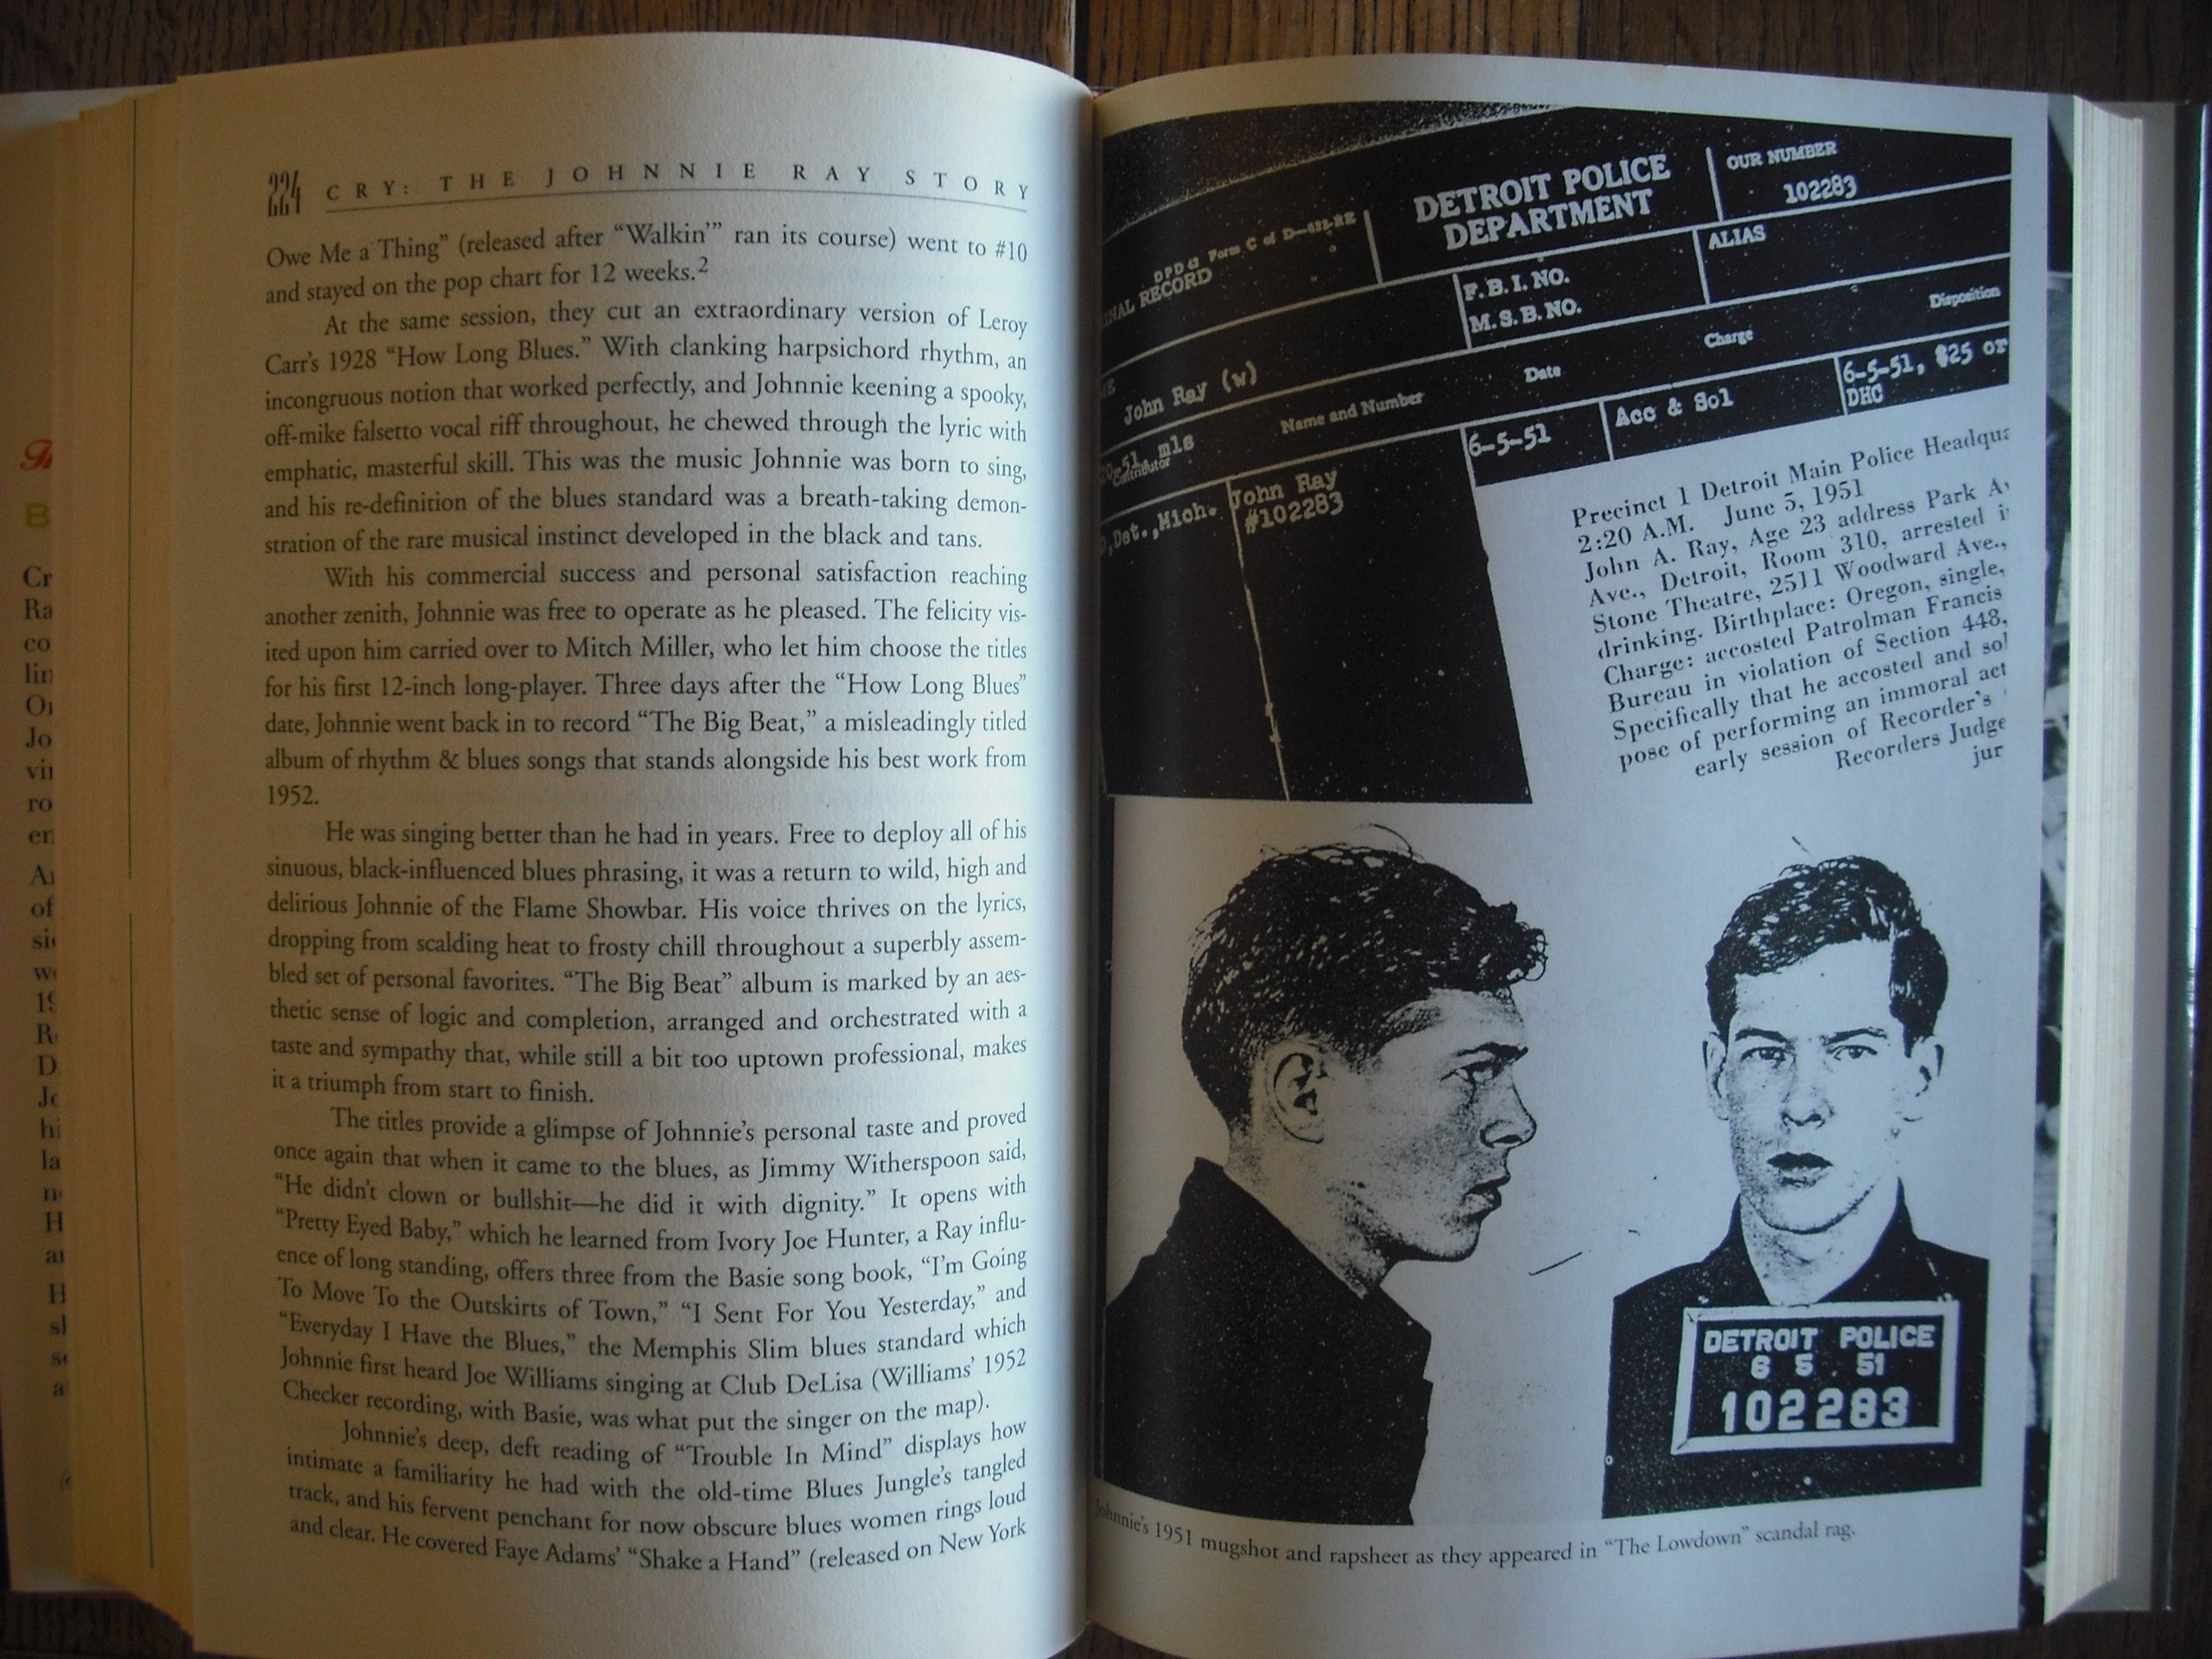 224 CRY: THE JOHNNIE RAY STORY
Owe Me a Thing” (released after “Walkin’” ran its course) went to #10
and stayed on the pop chart for 12 weeks.2
At the same session, they cut an extraordinary version of Leroy
Carr’s 1928 “How Long Blues.” With clanking harpsichord rhythm, an
incongruous notion that worked perfectly, and Johnnie keening a spooky,
off-mike falsetto vocal riff throughout, he chewed through the lyric with
emphatic, masterful skill. This was the music Johnnie was born to sing,
and his re-definition of the blues standard was a breath-taking demon-
stration of the rare musical instinct developed in the black and tans.
With his commercial success and personal satisfaction reaching
another zenith, Johnnie was free to operate as he pleased. The felicity vis-
ited upon him carried over to Mitch Miller, who let him choose the titles
for his first 12-inch long-player. Three days after the “How Long Blues”
date, Johnnie went back in to record “The Big Beat,” a misleadingly titled
album of rhythm & blues songs that stands alongside his best work from
1952.
He was singing better than he had in years. Free to deploy all of his
sinuous, black-influenced blues phrasing, it was a return to wild, high and
delirious Johnnie of the Flame Showbar. His voice thrives on the lyrics,
dropping from scalding heat to frosty chill throughout a superbly assem-
bled set of personal favorites. “The Big Beat” album is marked by an aes-
thetic sense of logic and completion, arranged and orchestrated with a
taste and sympathy that, while still a bit too uptown professional, makes
it a triumph from start to finish.
The titles provide a glimpse of Johnnie’s personal taste and proved
once again that when it came to the blues, as Jimmy Witherspoon said,
“He didn’t clown or bullshit—he did it with dignity.” It opens with
“Pretty Eyed Baby,” which he learned from Ivory Joe Hunter, a Ray influ-
ence of long standing, offers three from the Basie song book, “I’m Going
To Move To the Outskirts of Town,” “I Sent For You Yesterday,” and
“Everyday I Have the Blues,” the Memphis Slim blues standard which
Johnnie first heard Joe Williams singing at Club DeLisa (Williams’ 1952
Checker recording, with Basie, was what put the singer on the map).
Johnnie’s deep, deft reading of “Trouble In Mind” displays how
intimate a familiarity he had with the old-time Blues Jungle’s tangled
track, and his fervent penchant for now obscure blues women rings loud
and clear. He covered Faye Adams’ “Shake a Hand” (released on New York
DPD 42 Form C of D—
INAL RECORD
DETROIT POLICE
DEPARTMENT
OUR NUMBER
102283
F.B.I. NO.
M.S.B. NO.
ALIAS
John Ray (w)
51 mls
Contributor
Name and Number
Date
Charge
Disposition
Det., Mich.
John Ray
#102283
6-5-51
Acc & Sol
6-5-51, $25 or
DHC
Precinct 1 Detroit Main Police Headqua
2:20 A.M. June 5, 1951
John A. Ray, Age 23 address Park Av
Ave., Detroit, Room 310, arrested i
Stone Theatre, 2511 Woodward Ave.,
drinking. Birthplace: Oregon, single,
Charge: accosted Patrolman Francis
Bureau in violation of Section 448,
Specifically that he accosted and sol
pose of performing an immoral act
early session of Recorder’s
Recorders Judge
jur
DETROIT POLICE
6 5 51
102283
Johnnie’s 1951 mugshot and rapsheet as they appeared in “The Lowdown” scandal rag.